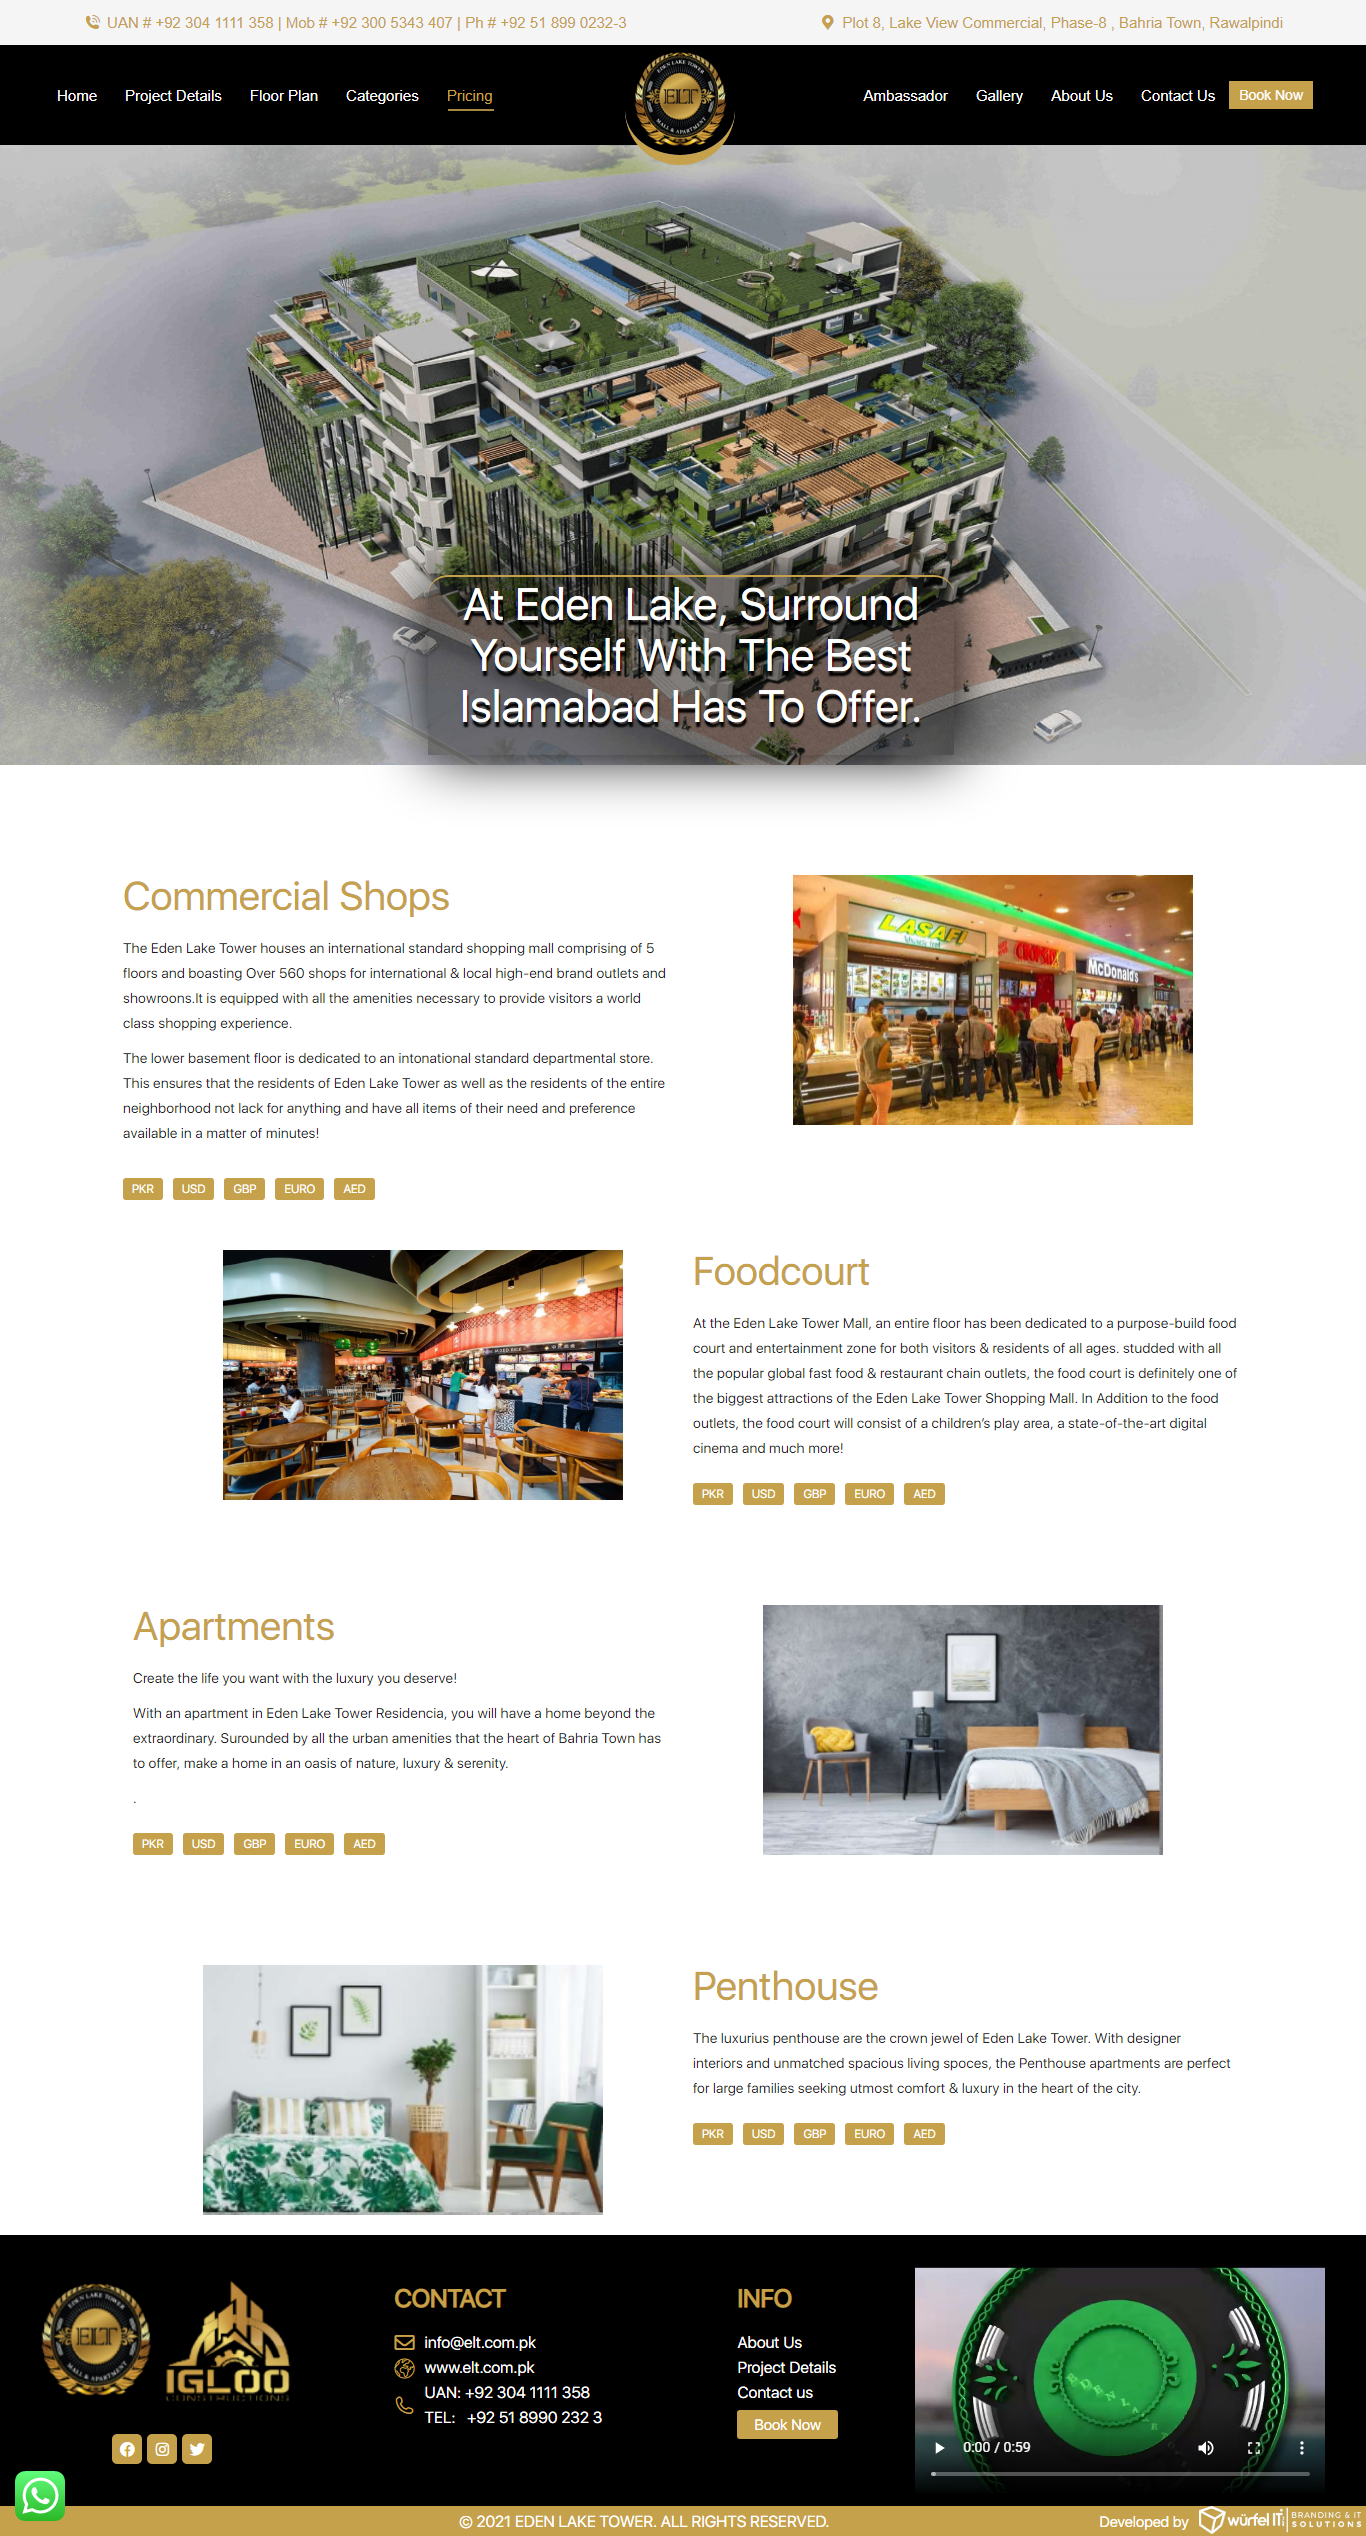 UAN # +92 304 1111 358 | Mob # +92 300 5343 407 | Ph # +92 51 899 0232-3
Plot 8, Lake View Commercial, Phase-8 , Bahria Town, Rawalpindi
Home
Project Details
Floor Plan
Categories
Pricing
EDEN LAKE TOWER
ELT
MALL & APARTMENT
Ambassador
Gallery
About Us
Contact Us
Book Now
At Eden Lake, Surround
Yourself With The Best
Islamabad Has To Offer.
Commercial Shops
The Eden Lake Tower houses an international standard shopping mall comprising of 5
floors and boasting Over 560 shops for international & local high-end brand outlets and
showroons.It is equipped with all the amenities necessary to provide visitors a world
class shopping experience.
The lower basement floor is dedicated to an intonational standard departmental store.
This ensures that the residents of Eden Lake Tower as well as the residents of the entire
neighborhood not lack for anything and have all items of their need and preference
available in a matter of minutes!
PKR
USD
GBP
EURO
AED
LASAFI
McDonald's
Foodcourt
At the Eden Lake Tower Mall, an entire floor has been dedicated to a purpose-build food
court and entertainment zone for both visitors & residents of all ages. studded with all
the popular global fast food & restaurant chain outlets, the food court is definitely one of
the biggest attractions of the Eden Lake Tower Shopping Mall. In Addition to the food
outlets, the food court will consist of a children's play area, a state-of-the-art digital
cinema and much more!
PKR
USD
GBP
EURO
AED
Apartments
Create the life you want with the luxury you deserve!
With an apartment in Eden Lake Tower Residencia, you will have a home beyond the
extraordinary. Surounded by all the urban amenities that the heart of Bahria Town has
to offer, make a home in an oasis of nature, luxury & serenity.
.
PKR
USD
GBP
EURO
AED
Penthouse
The luxurius penthouse are the crown jewel of Eden Lake Tower. With designer
interiors and unmatched spacious living spoces, the Penthouse apartments are perfect
for large families seeking utmost comfort & luxury in the heart of the city.
PKR
USD
GBP
EURO
AED
EDEN LAKE TOWER
ELT
MALL & APARTMENT
IGLOO
CONSTRUCTIONS
CONTACT
info@elt.com.pk
www.elt.com.pk
UAN: +92 304 1111 358
TEL: +92 51 8990 232 3
INFO
About Us
Project Details
Contact us
Book Now
0:00 / 0:59
© 2021 EDEN LAKE TOWER. ALL RIGHTS RESERVED.
Developed by
würfel IT
BRANDING & IT
SOLUTIONS